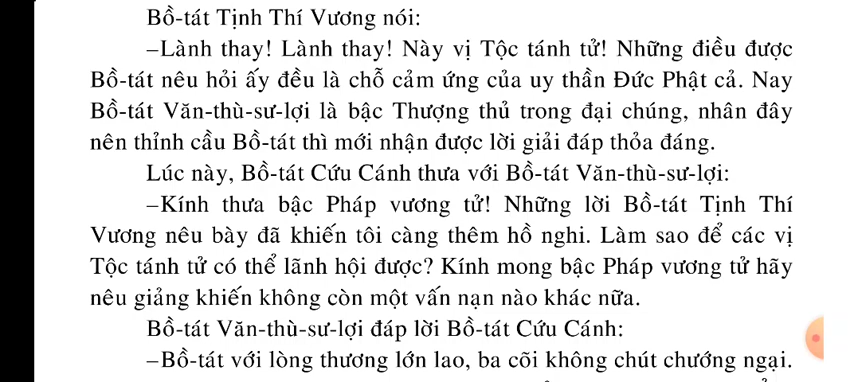 Bồ-tát Tịnh Thí Vương nói:
–Lành thay! Lành thay! Này vị Tộc tánh tử! Những điều được
Bồ-tát nêu hỏi ấy đều là chỗ cảm ứng của uy thần Đức Phật cả. Nay
Bồ-tát Văn-thù-sư-lợi là bậc Thượng thủ trong đại chúng, nhân đây
nên thỉnh cầu Bồ-tát thì mới nhận được lời giải đáp thỏa đáng.
Lúc này, Bồ-tát Cứu Cánh thưa với Bồ-tát Văn-thù-sư-lợi:
–Kính thưa bậc Pháp vương tử! Những lời Bồ-tát Tịnh Thí
Vương nêu bày đã khiến tôi càng thêm hồ nghi. Làm sao để các vị
Tộc tánh tử có thể lãnh hội được? Kính mong bậc Pháp vương tử hãy
nêu giảng khiến không còn một vấn nạn nào khác nữa.
Bồ-tát Văn-thù-sư-lợi đáp lời Bồ-tát Cứu Cánh:
–Bồ-tát với lòng thương lớn lao, ba cõi không chút chướng ngại.